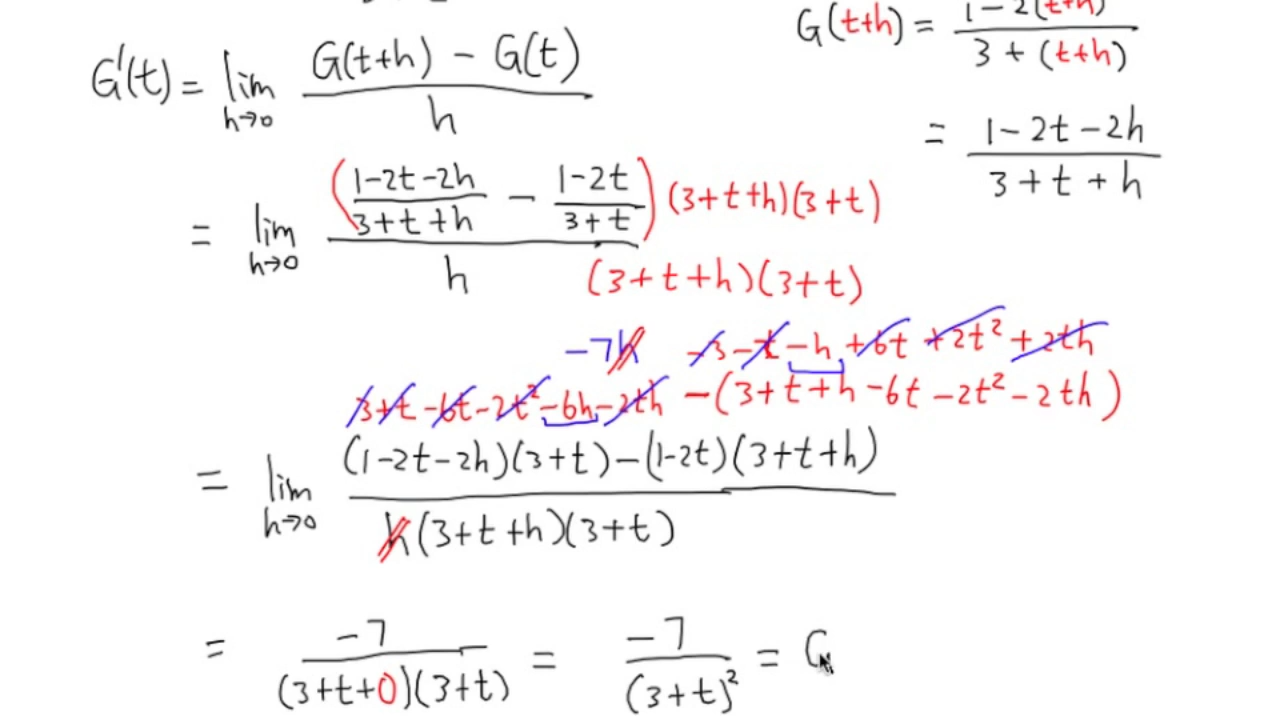 G(t+h) = (1-2(t+h))/(3+(t+h))
G'(t) = lim h→0 (G(t+h) - G(t))/h
= (1-2t-2h)/(3+t+h)
= lim h→0 ((1-2t-2h)/(3+t+h) - (1-2t)/(3+t)) (3+t+h)(3+t) / h (3+t+h)(3+t)
-7h -3-t-h+6t+2t²+2th
3+t-6t-2t²-6h-2th -(3+t+h-6t-2t²-2th)
= lim h→0 ((1-2t-2h)(3+t)-(1-2t)(3+t+h))/(h(3+t+h)(3+t))
= -7/((3+t+0)(3+t)) = -7/(3+t)² = G